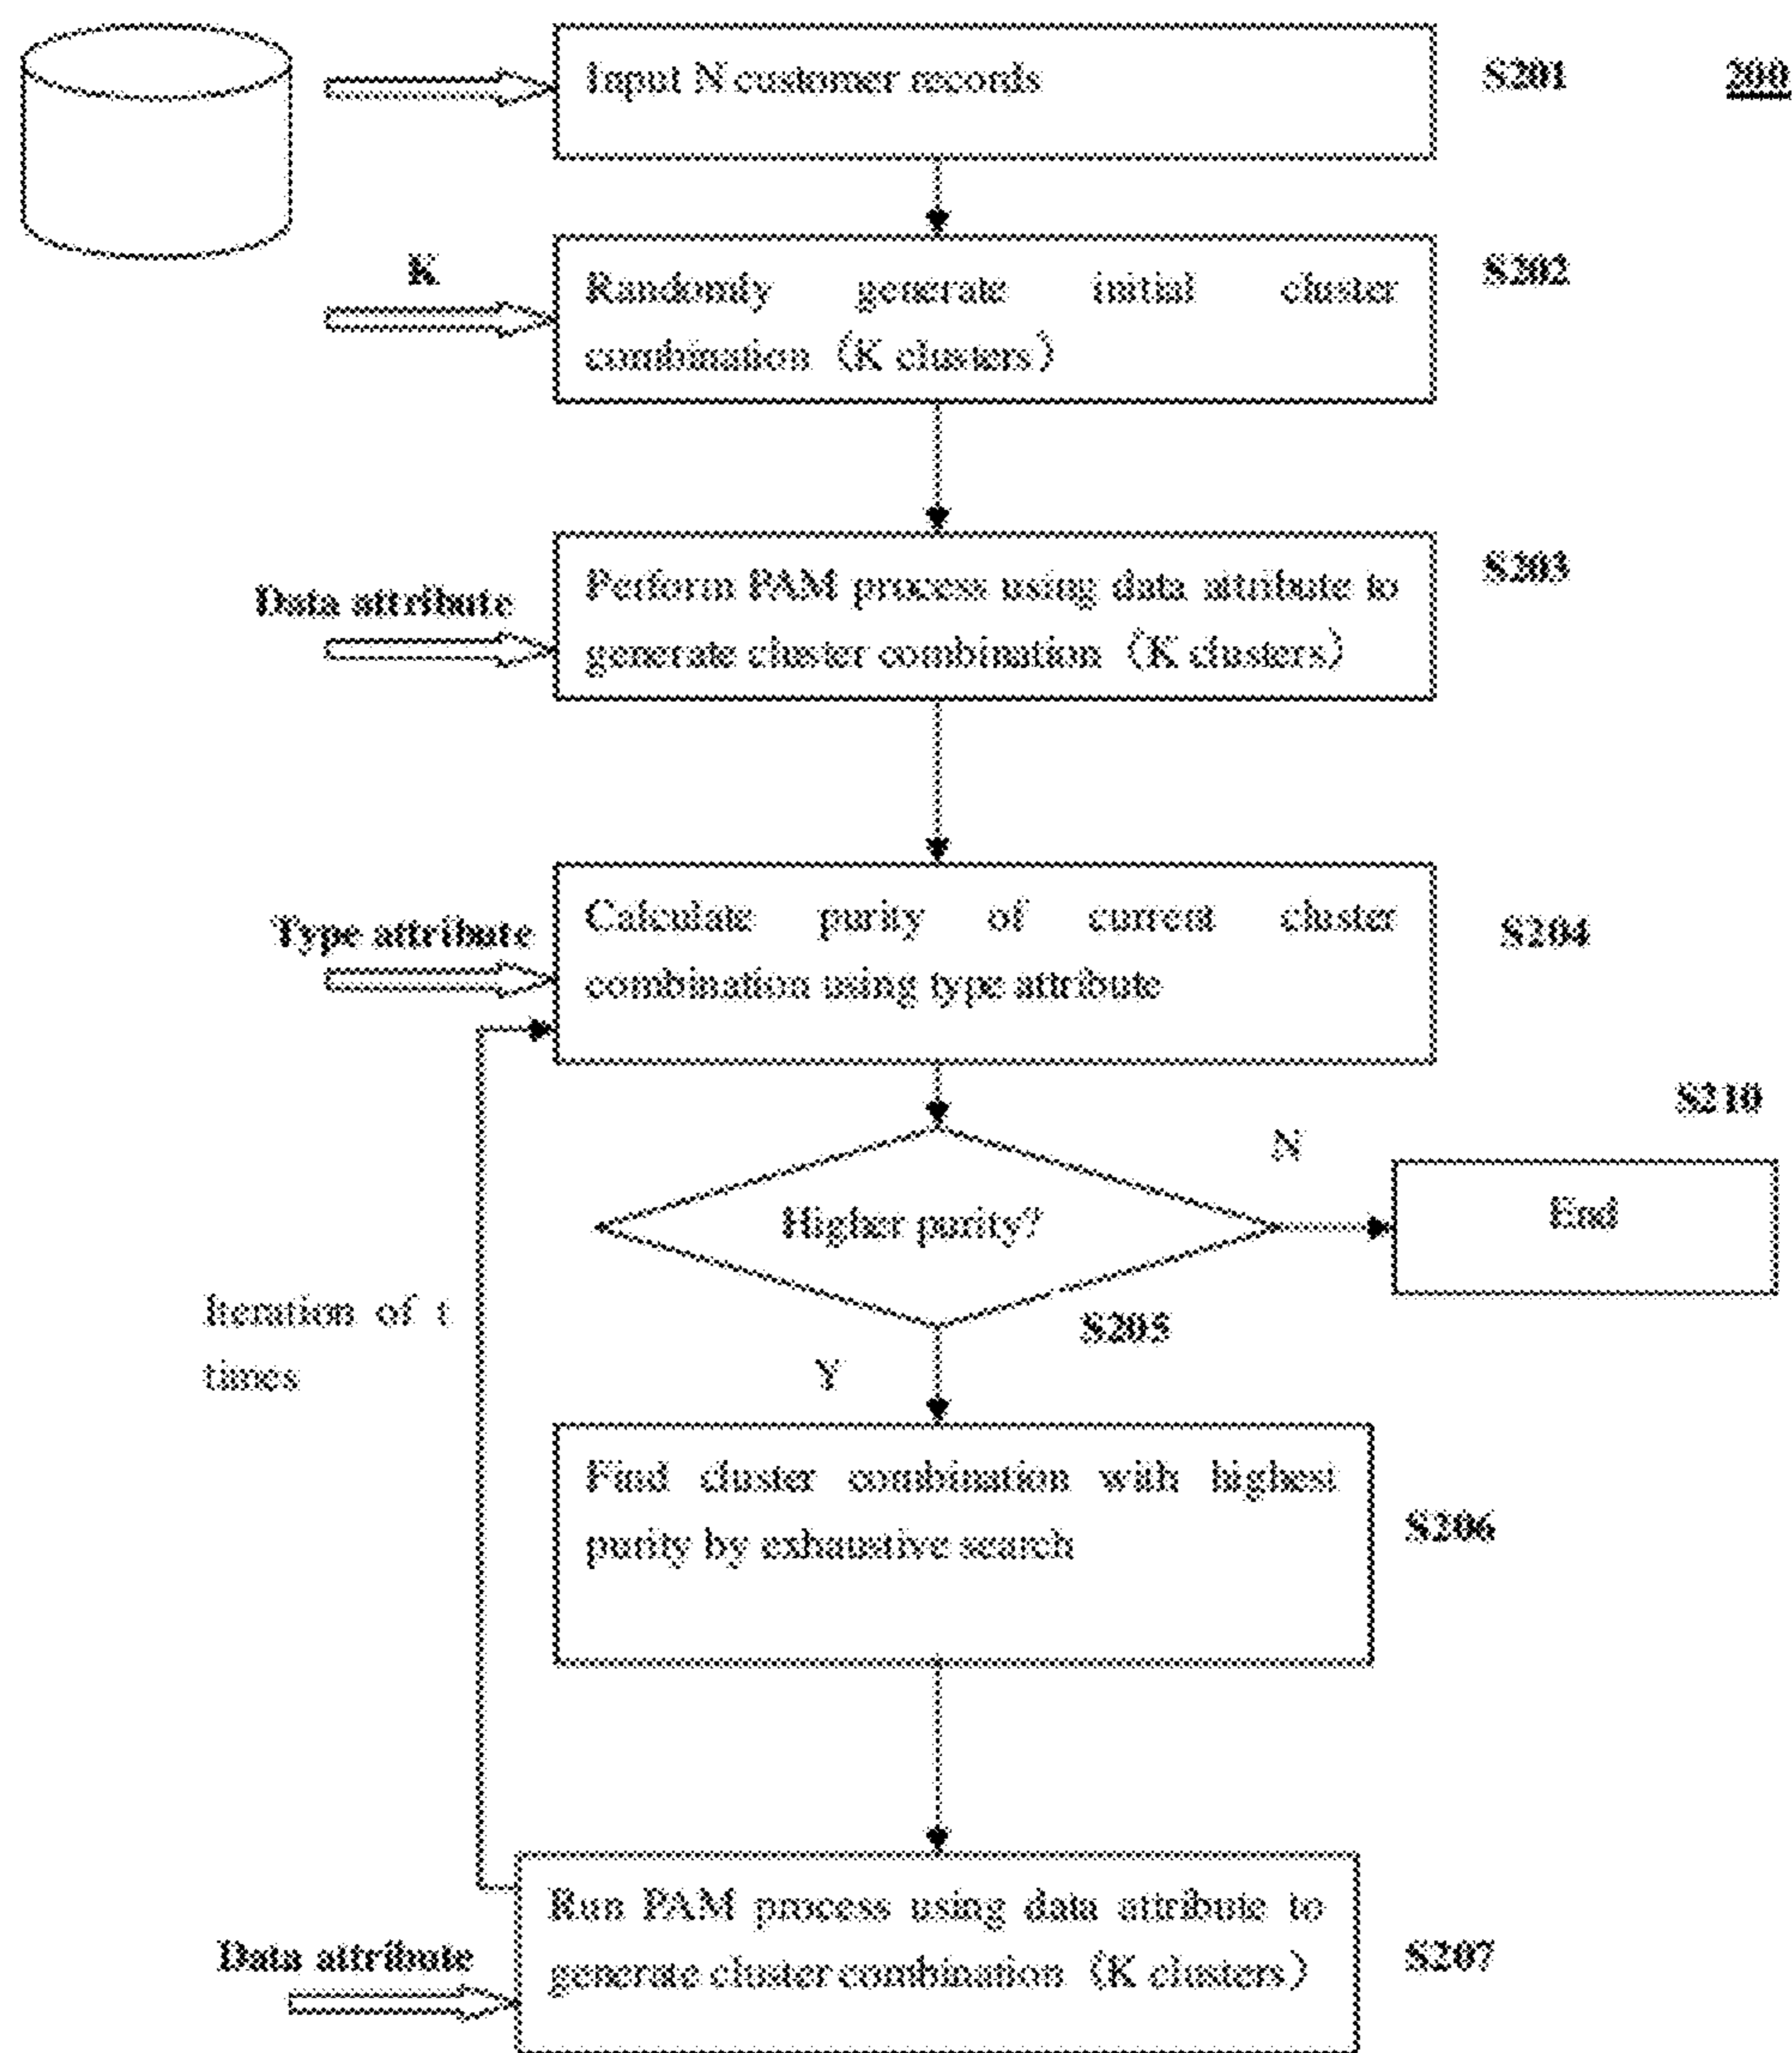 Input N customer records
S201
200
K
Randomly generate initial cluster
combination (K clusters)
S202
Data attribute
Perform PAM process using data attribute to
generate cluster combination (K clusters)
S203
Type attribute
Calculate purity of current cluster
combination using type attribute
S204
S210
N
Higher purity?
End
S205
Iteration of t
times
Y
Find cluster combination with highest
purity by exhaustive search
S206
Run PAM process using data attribute to
generate cluster combination (K clusters)
Data attribute
S207